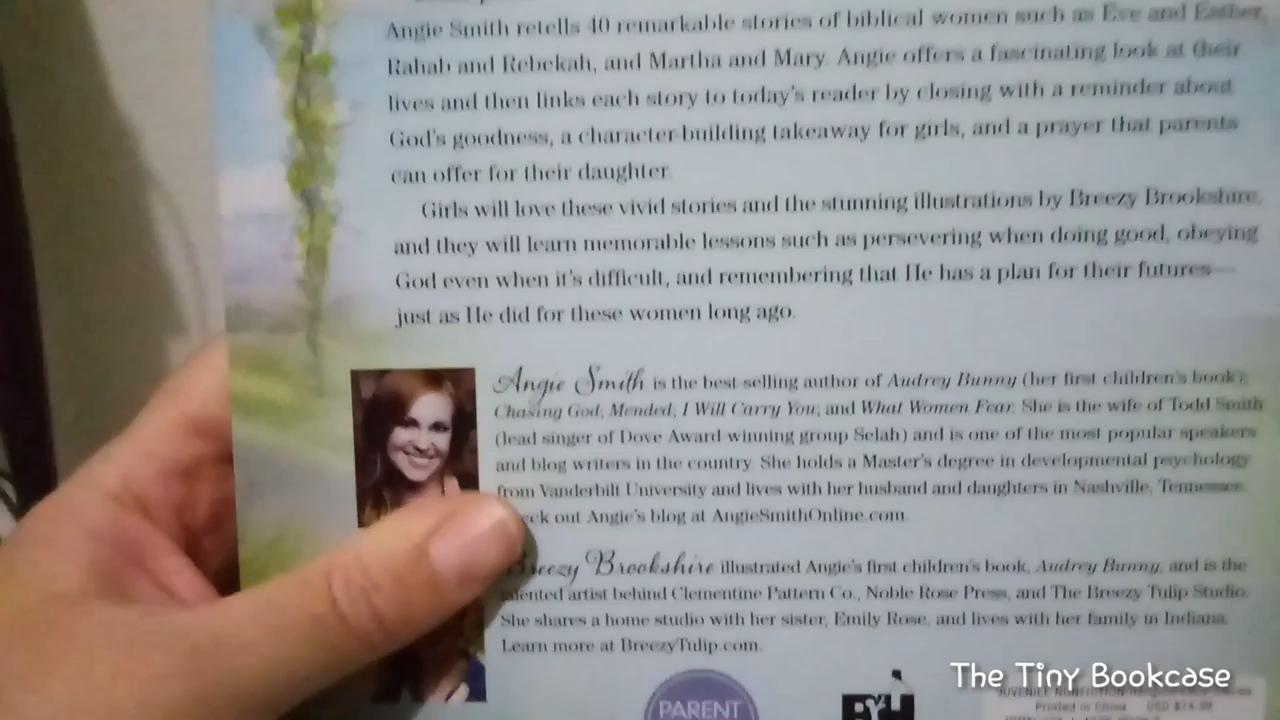 Angie Smith retells 40 remarkable stories of biblical women such as Eve and Esther,
Rahab and Rebekah, and Martha and Mary. Angie offers a fascinating look at their
lives and then links each story to today's reader by closing with a reminder about
God's goodness, a character-building takeaway for girls, and a prayer that parents
can offer for their daughter.
Girls will love these vivid stories and the stunning illustrations by Breezy Brookshire,
and they will learn memorable lessons such as persevering when doing good, obeying
God even when it's difficult, and remembering that He has a plan for their futures—
just as He did for these women long ago.
Angie Smith is the best-selling author of Audrey Bunny (her first children's book),
Chasing God, Mended, I Will Carry You, and What Women Fear. She is the wife of Todd Smith
(lead singer of Dove Award-winning group Selah) and is one of the most popular speakers
and blog writers in the country. She holds a Master's degree in developmental psychology
from Vanderbilt University and lives with her husband and daughters in Nashville, Tennessee.
eck out Angie's blog at AngieSmithOnline.com.
Breezy Brookshire illustrated Angie's first children's book, Audrey Bunny, and is the
talented artist behind Clementine Pattern Co., Noble Rose Press, and The Breezy Tulip Studio.
She shares a home studio with her sister, Emily Rose, and lives with her family in Indiana.
Learn more at BreezyTulip.com.
PARENT
The Tiny Bookcase
JUVENILE NONFICTION
Printed in China USD $14.99